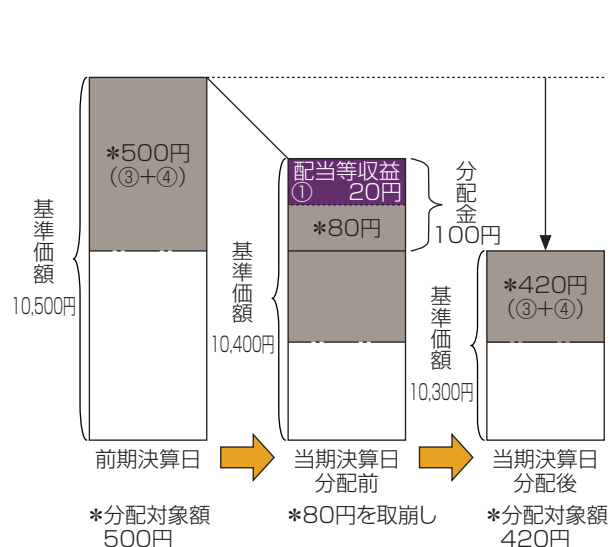 *500円
(③+④)
基準価額
10,500円
配当等収益
① 20円
*80円
分配金
100円
基準価額
10,400円
*420円
(③+④)
基準価額
10,300円
前期決算日
当期決算日
分配前
当期決算日
分配後
*分配対象額
500円
*80円を取崩し
*分配対象額
420円